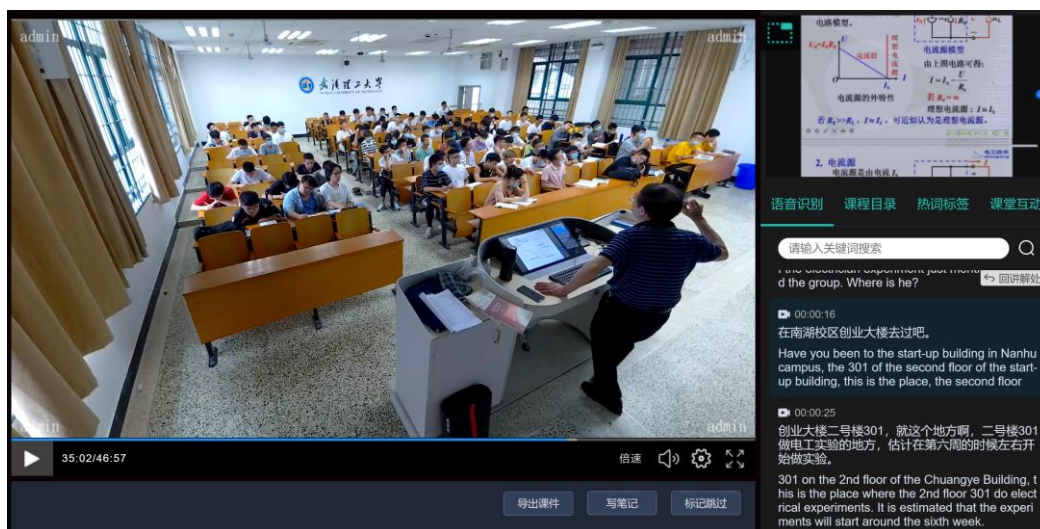 admin
admin
武汉理工大学
admin
admin
35:02/46:57
倍速
导出课件
写笔记
标记跳过
电路模型。
U
理想电流源
O
I
电流源的外特性
电流源模型
由上图电路可得:
理想电流源：
可近似认为是理想电流源。
2. 电流源
语音识别
课程目录
热词标签
课堂互动
请输入关键词搜索
d the group. Where is he?
回讲解处
00:00:16
在南湖校区创业大楼去过吧。
Have you been to the start-up building in Nanhu
campus, the 301 of the second floor of the start-
up building, this is the place, the second floor
00:00:25
创业大楼二号楼301，就这个地方啊，二号楼301
做电工实验的地方，估计在第六周的时候左右开
始做实验。
301 on the 2nd floor of the Chuangye Building, t
his is the place where the 2nd floor 301 do elect
rical experiments. It is estimated that the experi
ments will start around the sixth week.